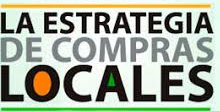 LA ESTRATEGIA
DE COMPRAS
LOCALES